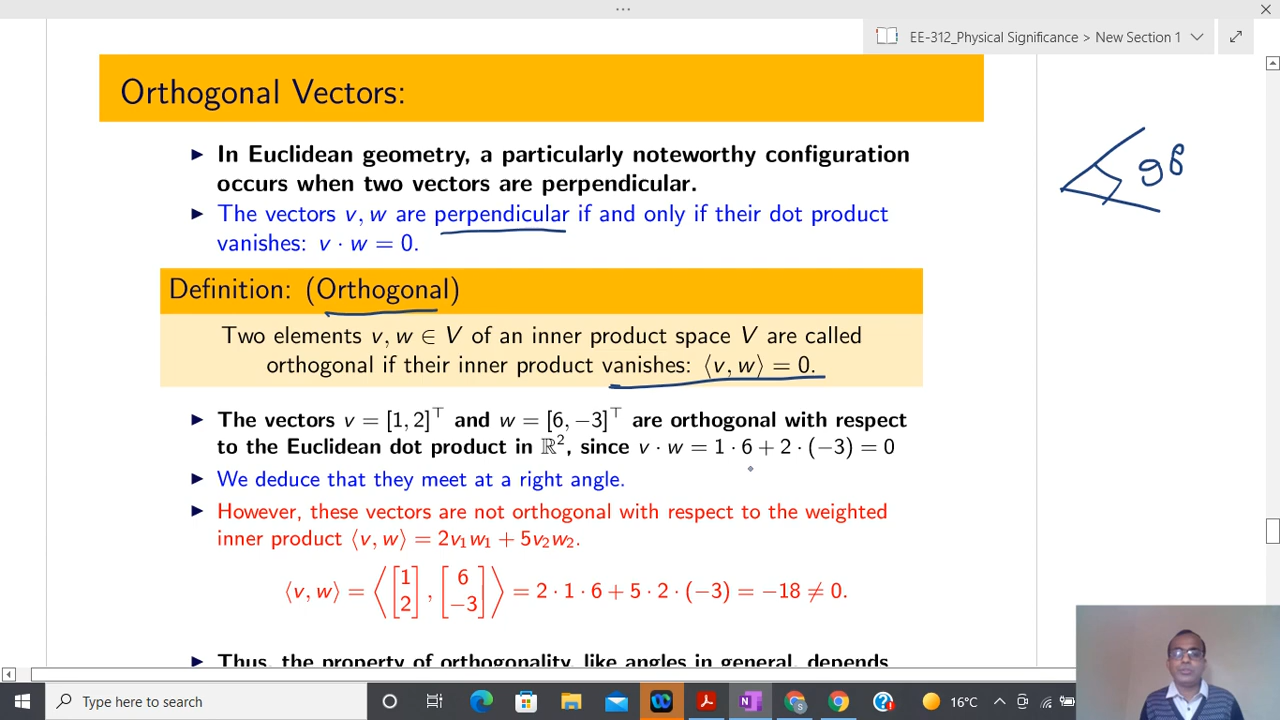 EE-312_Physical Significance > New Section 1
Orthogonal Vectors:
► In Euclidean geometry, a particularly noteworthy configuration
occurs when two vectors are perpendicular.
► The vectors v, w are perpendicular if and only if their dot product
vanishes: v · w = 0.
Definition: (Orthogonal)
Two elements v, w ∈ V of an inner product space V are called
orthogonal if their inner product vanishes: ⟨v, w⟩ = 0.
► The vectors v = [1, 2]⊤ and w = [6, −3]⊤ are orthogonal with respect
to the Euclidean dot product in ℝ², since v · w = 1 · 6 + 2 · (−3) = 0
► We deduce that they meet at a right angle.
► However, these vectors are not orthogonal with respect to the weighted
inner product ⟨v, w⟩ = 2v₁w₁ + 5v₂w₂.
⟨v, w⟩ = ⟨[1 2], [6 −3]⟩ = 2 · 1 · 6 + 5 · 2 · (−3) = −18 ≠ 0.
► Thus, the property of orthogonality, like angles in general, depends
Type here to search
16°C